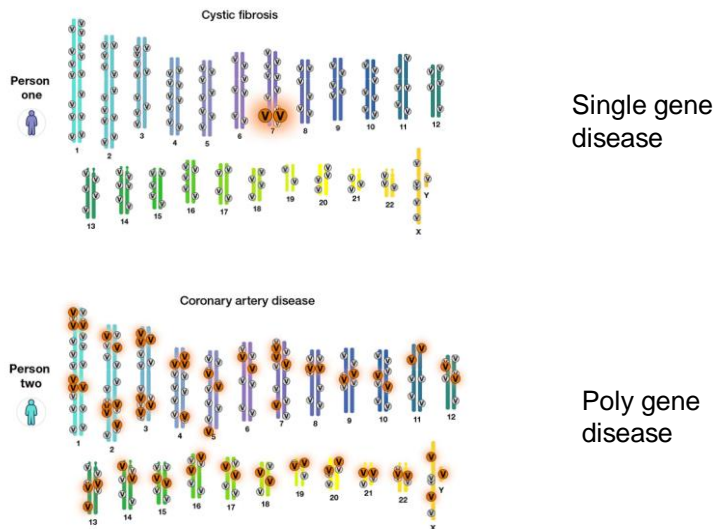 Cystic fibrosis
Person
one
V V
1 2 3 4 5 6 7 8 9 10 11 12
13 14 15 16 17 18 19 20 21 22 X Y
Single gene
disease
Coronary artery disease
Person
two
1 2 3 4 5 6 7 8 9 10 11 12
13 14 15 16 17 18 19 20 21 22 X Y
Poly gene
disease